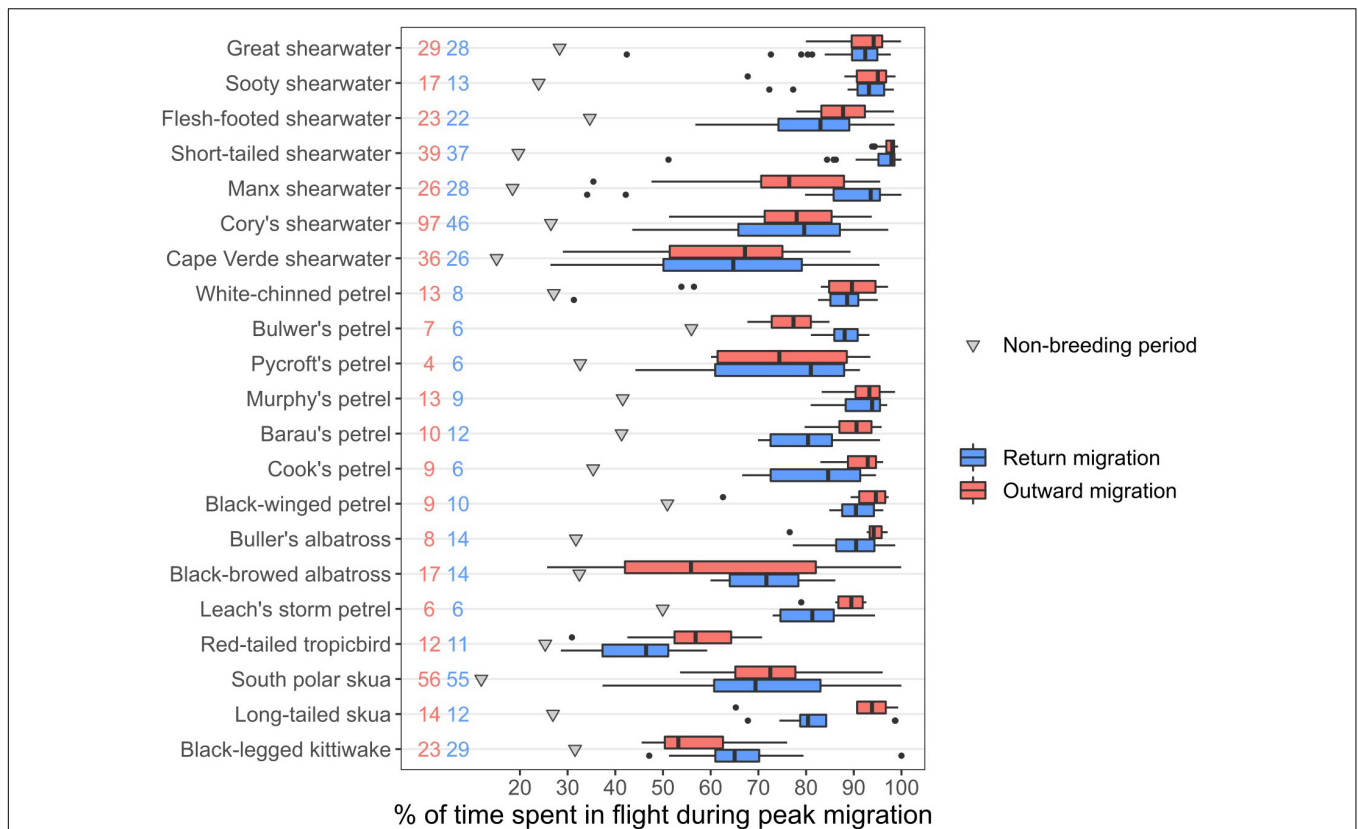 Great shearwater 29 28
Sooty shearwater 17 13
Flesh-footed shearwater 23 22
Short-tailed shearwater 39 37
Manx shearwater 26 28
Cory's shearwater 97 46
Cape Verde shearwater 36 26
White-chinned petrel 13 8
Bulwer's petrel 7 6
Pycroft's petrel 4 6
Murphy's petrel 13 9
Barau's petrel 10 12
Cook's petrel 9 6
Black-winged petrel 9 10
Buller's albatross 8 14
Black-browed albatross 17 14
Leach's storm petrel 6 6
Red-tailed tropicbird 12 11
South polar skua 56 55
Long-tailed skua 14 12
Black-legged kittiwake 23 29
20 30 40 50 60 70 80 90 100
% of time spent in flight during peak migration
Non-breeding period
Return migration
Outward migration